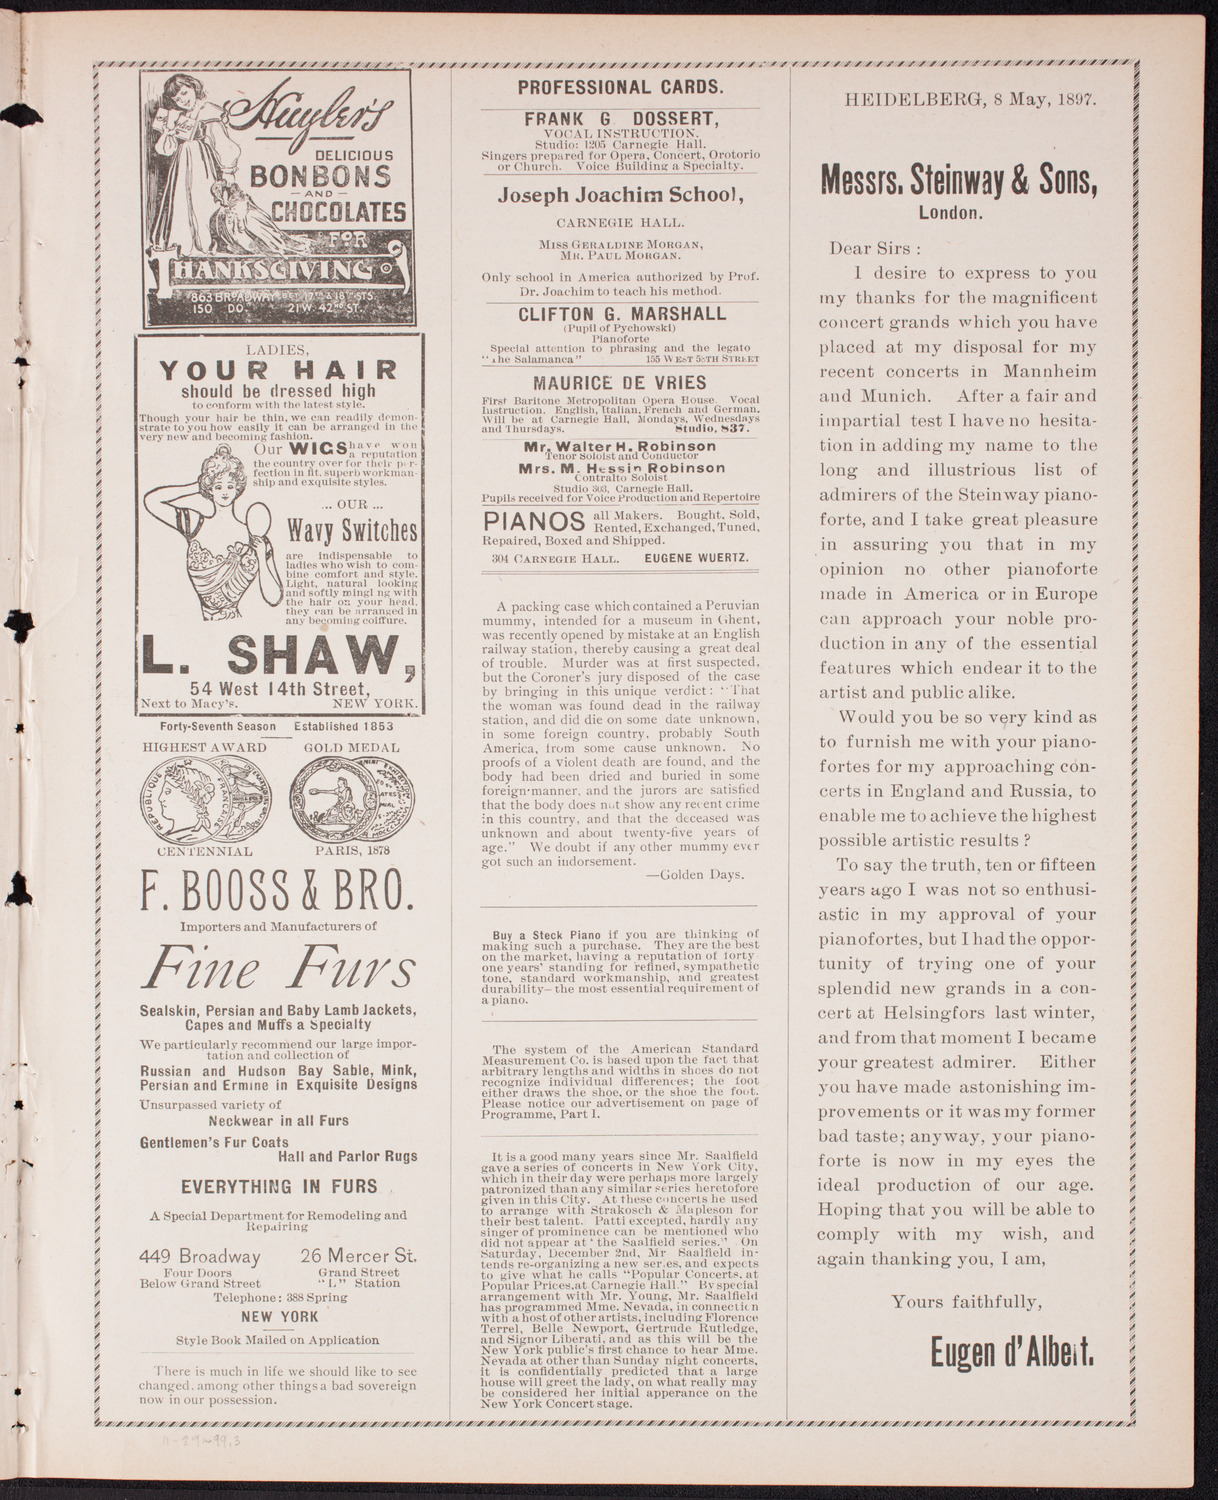 Huyler's
DELICIOUS
BONBONS
— AND —
CHOCOLATES
FOR
THANKSGIVING
863 BROADWAY BET. 17TH & 18TH STS.
150 DO. 21 W. 42ND ST.
LADIES,
YOUR HAIR
should be dressed high
to conform with the latest style.
Though your hair be thin, we can readily demon-
strate to you how easily it can be arranged in the
very new and becoming fashion.
Our WIGS have won
a reputation
the country over for their per-
fection in fit, superb workman-
ship and exquisite styles.
... OUR ...
Wavy Switches
are indispensable to
ladies who wish to com-
bine comfort and style.
Light, natural looking
and softly mingl ng with
the hair on your head,
they can be arranged in
any becoming coiffure.
L. SHAW,
54 West 14th Street,
Next to Macy's. NEW YORK.
Forty-Seventh Season Established 1853
HIGHEST AWARD GOLD MEDAL
REPUBLIQUE FRANCAISE
CENTENNIAL PARIS, 1878
F. BOOSS & BRO.
Importers and Manufacturers of
Fine Furs
Sealskin, Persian and Baby Lamb Jackets,
Capes and Muffs a Specialty
We particularly recommend our large impor-
tation and collection of
Russian and Hudson Bay Sable, Mink,
Persian and Ermine in Exquisite Designs
Unsurpassed variety of
Neckwear in all Furs
Gentlemen's Fur Coats
Hall and Parlor Rugs
EVERYTHING IN FURS
A Special Department for Remodeling and
Repairing
449 Broadway 26 Mercer St.
Four Doors Grand Street
Below Grand Street "L" Station
Telephone: 388 Spring
NEW YORK
Style Book Mailed on Application
There is much in life we should like to see
changed, among other things a bad sovereign
now in our possession.
PROFESSIONAL CARDS.
FRANK G DOSSERT,
VOCAL INSTRUCTION.
Studio: 1205 Carnegie Hall.
Singers prepared for Opera, Concert, Orotorio
or Church. Voice Building a Specialty.
Joseph Joachim School,
CARNEGIE HALL.
MISS GERALDINE MORGAN,
MR. PAUL MORGAN.
Only school in America authorized by Prof.
Dr. Joachim to teach his method.
CLIFTON G. MARSHALL
(Pupil of Pychowski)
Pianoforte
Special attention to phrasing and the legato
"The Salamanca" 155 WEST 58TH STREET
MAURICE DE VRIES
First Baritone Metropolitan Opera House. Vocal
Instruction. English, Italian, French and German.
Will be at Carnegie Hall, Mondays, Wednesdays
and Thursdays. Studio, 837.
Mr. Walter H. Robinson
Tenor Soloist and Conductor
Mrs. M. Hessin Robinson
Contralto Soloist
Studio 303, Carnegie Hall.
Pupils received for Voice Production and Repertoire
PIANOS all Makers. Bought, Sold,
Rented, Exchanged, Tuned,
Repaired, Boxed and Shipped.
304 CARNEGIE HALL. EUGENE WUERTZ.
A packing case which contained a Peruvian
mummy, intended for a museum in Ghent,
was recently opened by mistake at an English
railway station, thereby causing a great deal
of trouble. Murder was at first suspected,
but the Coroner's jury disposed of the case
by bringing in this unique verdict: "That
the woman was found dead in the railway
station, and did die on some date unknown,
in some foreign country, probably South
America, from some cause unknown. No
proofs of a violent death are found, and the
body had been dried and buried in some
foreign manner, and the jurors are satisfied
that the body does not show any recent crime
in this country, and that the deceased was
unknown and about twenty-five years of
age." We doubt if any other mummy ever
got such an indorsement.
—Golden Days.
Buy a Steck Piano if you are thinking of
making such a purchase. They are the best
on the market, having a reputation of forty
one years' standing for refined, sympathetic
tone, standard workmanship, and greatest
durability—the most essential requirement of
a piano.
The system of the American Standard
Measurement Co. is based upon the fact that
arbitrary lengths and widths in shoes do not
recognize individual differences; the foot
either draws the shoe, or the shoe the foot.
Please notice our advertisement on page of
Programme, Part 1.
It is a good many years since Mr. Saalfield
gave a series of concerts in New York City,
which in their day were perhaps more largely
patronized than any similar series heretofore
given in this City. At these concerts he used
to arrange with Strakosch & Mapleson for
their best talent. Patti excepted, hardly any
singer of prominence can be mentioned who
did not appear at "the Saalfield series." On
Saturday, December 2nd, Mr Saalfield in-
tends re-organizing a new series, and expects
to give what he calls "Popular Concerts, at
Popular Prices, at Carnegie Hall." By special
arrangement with Mr. Young, Mr. Saalfield
has programmed Mme. Nevada, in connection
with a host of other artists, including Florence
Terrel, Belle Newport, Gertrude Rutledge,
and Signor Liberati, and as this will be the
New York public's first chance to hear Mme.
Nevada at other than Sunday night concerts,
it is confidentially predicted that a large
house will greet the lady, on what really may
be considered her initial apperance on the
New York Concert stage.
HEIDELBERG, 8 May, 1897.
Messrs. Steinway & Sons,
London.
Dear Sirs :
I desire to express to you
my thanks for the magnificent
concert grands which you have
placed at my disposal for my
recent concerts in Mannheim
and Munich. After a fair and
impartial test I have no hesita-
tion in adding my name to the
long and illustrious list of
admirers of the Steinway piano-
forte, and I take great pleasure
in assuring you that in my
opinion no other pianoforte
made in America or in Europe
can approach your noble pro-
duction in any of the essential
features which endear it to the
artist and public alike.
Would you be so very kind as
to furnish me with your piano-
fortes for my approaching con-
certs in England and Russia, to
enable me to achieve the highest
possible artistic results ?
To say the truth, ten or fifteen
years ago I was not so enthusi-
astic in my approval of your
pianofortes, but I had the oppor-
tunity of trying one of your
splendid new grands in a con-
cert at Helsingfors last winter,
and from that moment I became
your greatest admirer. Either
you have made astonishing im-
provements or it was my former
bad taste; anyway, your piano-
forte is now in my eyes the
ideal production of our age.
Hoping that you will be able to
comply with my wish, and
again thanking you, I am,
Yours faithfully,
Eugen d'Albert.
11-29-99.3